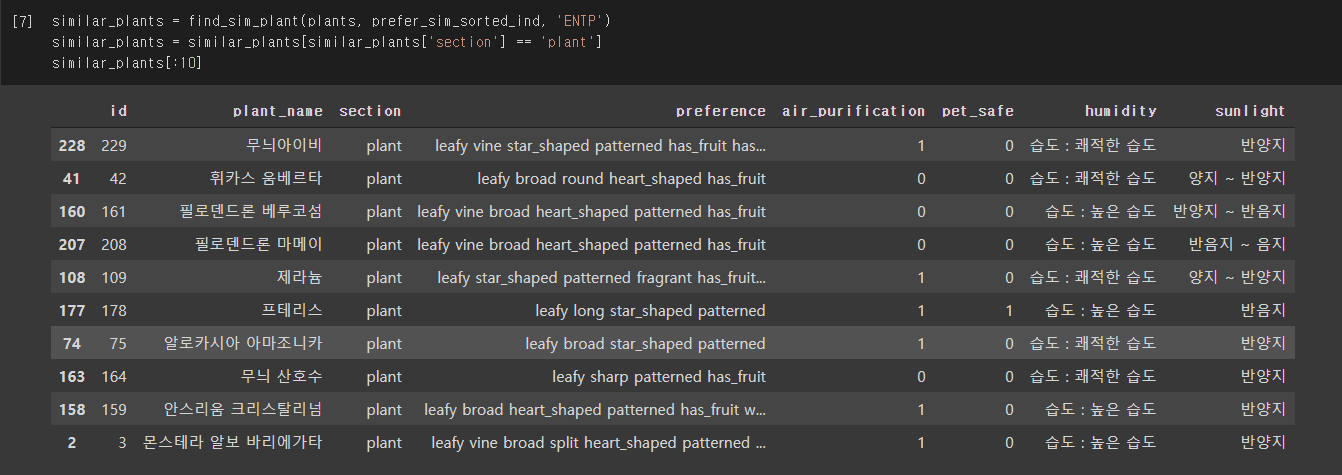 [7] similar_plants = find_sim_plant(plants, prefer_sim_sorted_ind, 'ENTP')
similar_plants = similar_plants[similar_plants['section'] == 'plant']
similar_plants[:10]
id plant_name section preference air_purification pet_safe humidity sunlight
228 229 무늬아이비 plant leafy vine star_shaped patterned has_fruit has... 1 0 습도 : 쾌적한 습도 반양지
41 42 휘카스 움베르타 plant leafy broad round heart_shaped has_fruit 0 0 습도 : 쾌적한 습도 양지 ~ 반양지
160 161 필로덴드론 베루코섬 plant leafy vine broad heart_shaped patterned has_fruit 0 0 습도 : 높은 습도 반양지 ~ 반음지
207 208 필로덴드론 마메이 plant leafy vine broad heart_shaped patterned has_fruit 0 0 습도 : 높은 습도 반음지 ~ 음지
108 109 제라늄 plant leafy star_shaped patterned fragrant has_fruit... 1 0 습도 : 쾌적한 습도 양지 ~ 반양지
177 178 프테리스 plant leafy long star_shaped patterned 1 1 습도 : 높은 습도 반음지
74 75 알로카시아 아마조니카 plant leafy broad star_shaped patterned 1 0 습도 : 쾌적한 습도 반양지
163 164 무늬 산호수 plant leafy sharp patterned has_fruit 0 0 습도 : 쾌적한 습도 반양지
158 159 안스리움 크리스탈리넘 plant leafy broad heart_shaped patterned has_fruit w... 1 0 습도 : 높은 습도 반양지
2 3 몬스테라 알보 바리에가타 plant leafy vine broad split heart_shaped patterned ... 1 0 습도 : 높은 습도 반양지